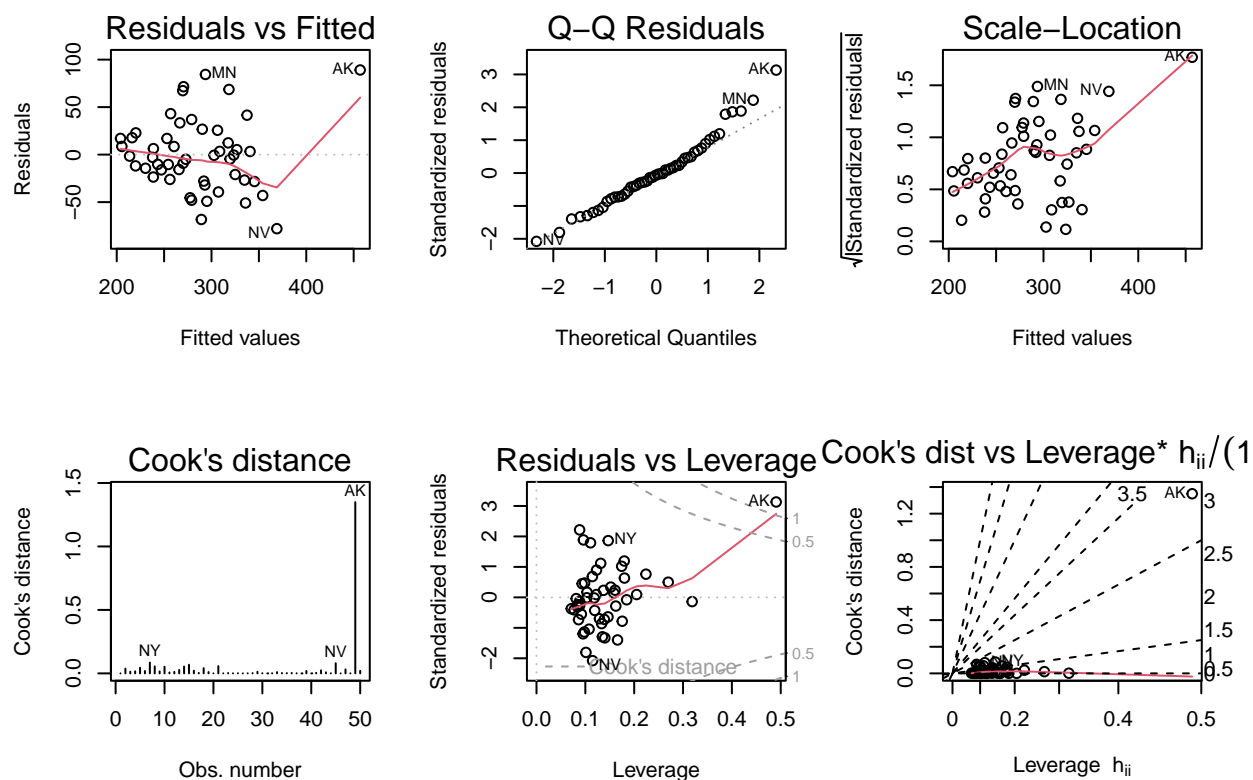 Residuals vs Fitted
Residuals
100
50
0
−50
MN
AK
NV
200
300
400
Fitted values
Q−Q Residuals
Standardized residuals
3
2
1
0
−2
AK
MN
NV
−2
−1
0
1
2
Theoretical Quantiles
Scale−Location
√|Standardized residuals|
1.5
1.0
0.5
0.0
AK
MN
NV
200
300
400
Fitted values
Cook's distance
Cook's distance
1.5
1.0
0.5
0.0
AK
NY
NV
0
10
20
30
40
50
Obs. number
Residuals vs Leverage
Standardized residuals
3
2
1
0
−2
AK
NY
NV
Cook's distance
1
0.5
0.5
1
0.0
0.1
0.2
0.3
0.4
0.5
Leverage
Cook's dist vs Leverage* hii/(1
Cook's distance
1.2
0.8
0.4
0.0
3.5
AK
NY
3
2.5
2
1.5
1
0.5
0
0
0.2
0.4
0.5
Leverage hii